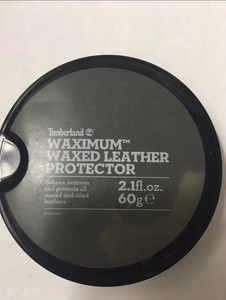 Timberland
WAXIMUM™
WAXED LEATHER
PROTECTOR
Softens, restores
and protects all
waxed and oiled
leathers
2.1fl.oz.
60g ℮